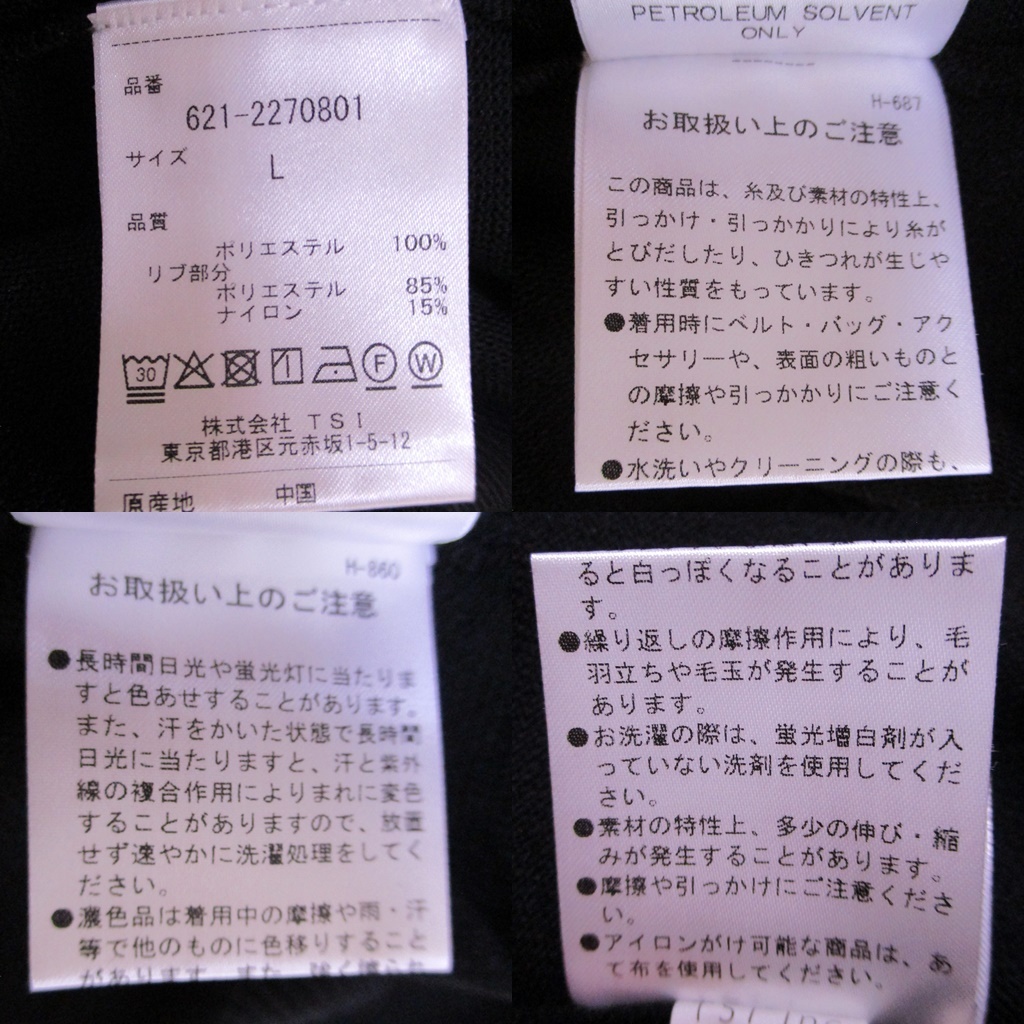 品番
621-2270801
サイズ
L
品質
ポリエステル 100%
リブ部分
ポリエステル 85%
ナイロン 15%
30
F W
株式会社 TSI
東京都港区元赤坂1-5-12
原産地 中国
PETROLEUM SOLVENT
ONLY
H-687
お取扱い上のご注意
この商品は、糸及び素材の特性上、
引っかけ・引っかかりにより糸が
とびだしたり、ひきつれが生じや
すい性質をもっています。
●着用時にベルト・バッグ・アク
セサリーや、表面の粗いものと
の摩擦や引っかかりにご注意く
ださい。
●水洗いやクリーニングの際も、
H-860
お取扱い上のご注意
●長時間日光や蛍光灯に当たりま
すと色あせすることがあります。
また、汗をかいた状態で長時間
日光に当たりますと、汗と紫外
線の複合作用によりまれに変色
することがありますので、放置
せず速やかに洗濯処理をしてく
ださい。
●濃色品は着用中の摩擦や雨・汗
等で他のものに色移りすること
があります。また、強く擦られ
ると白っぽくなることがありま
す。
●繰り返しの摩擦作用により、毛
羽立ちや毛玉が発生することが
あります。
●お洗濯の際は、蛍光増白剤が入
っていない洗剤を使用してくだ
さい。
●素材の特性上、多少の伸び・縮
みが発生することがあります。
●摩擦や引っかけにご注意くださ
い。
●アイロンがけ可能な商品は、あ
て布を使用してください。